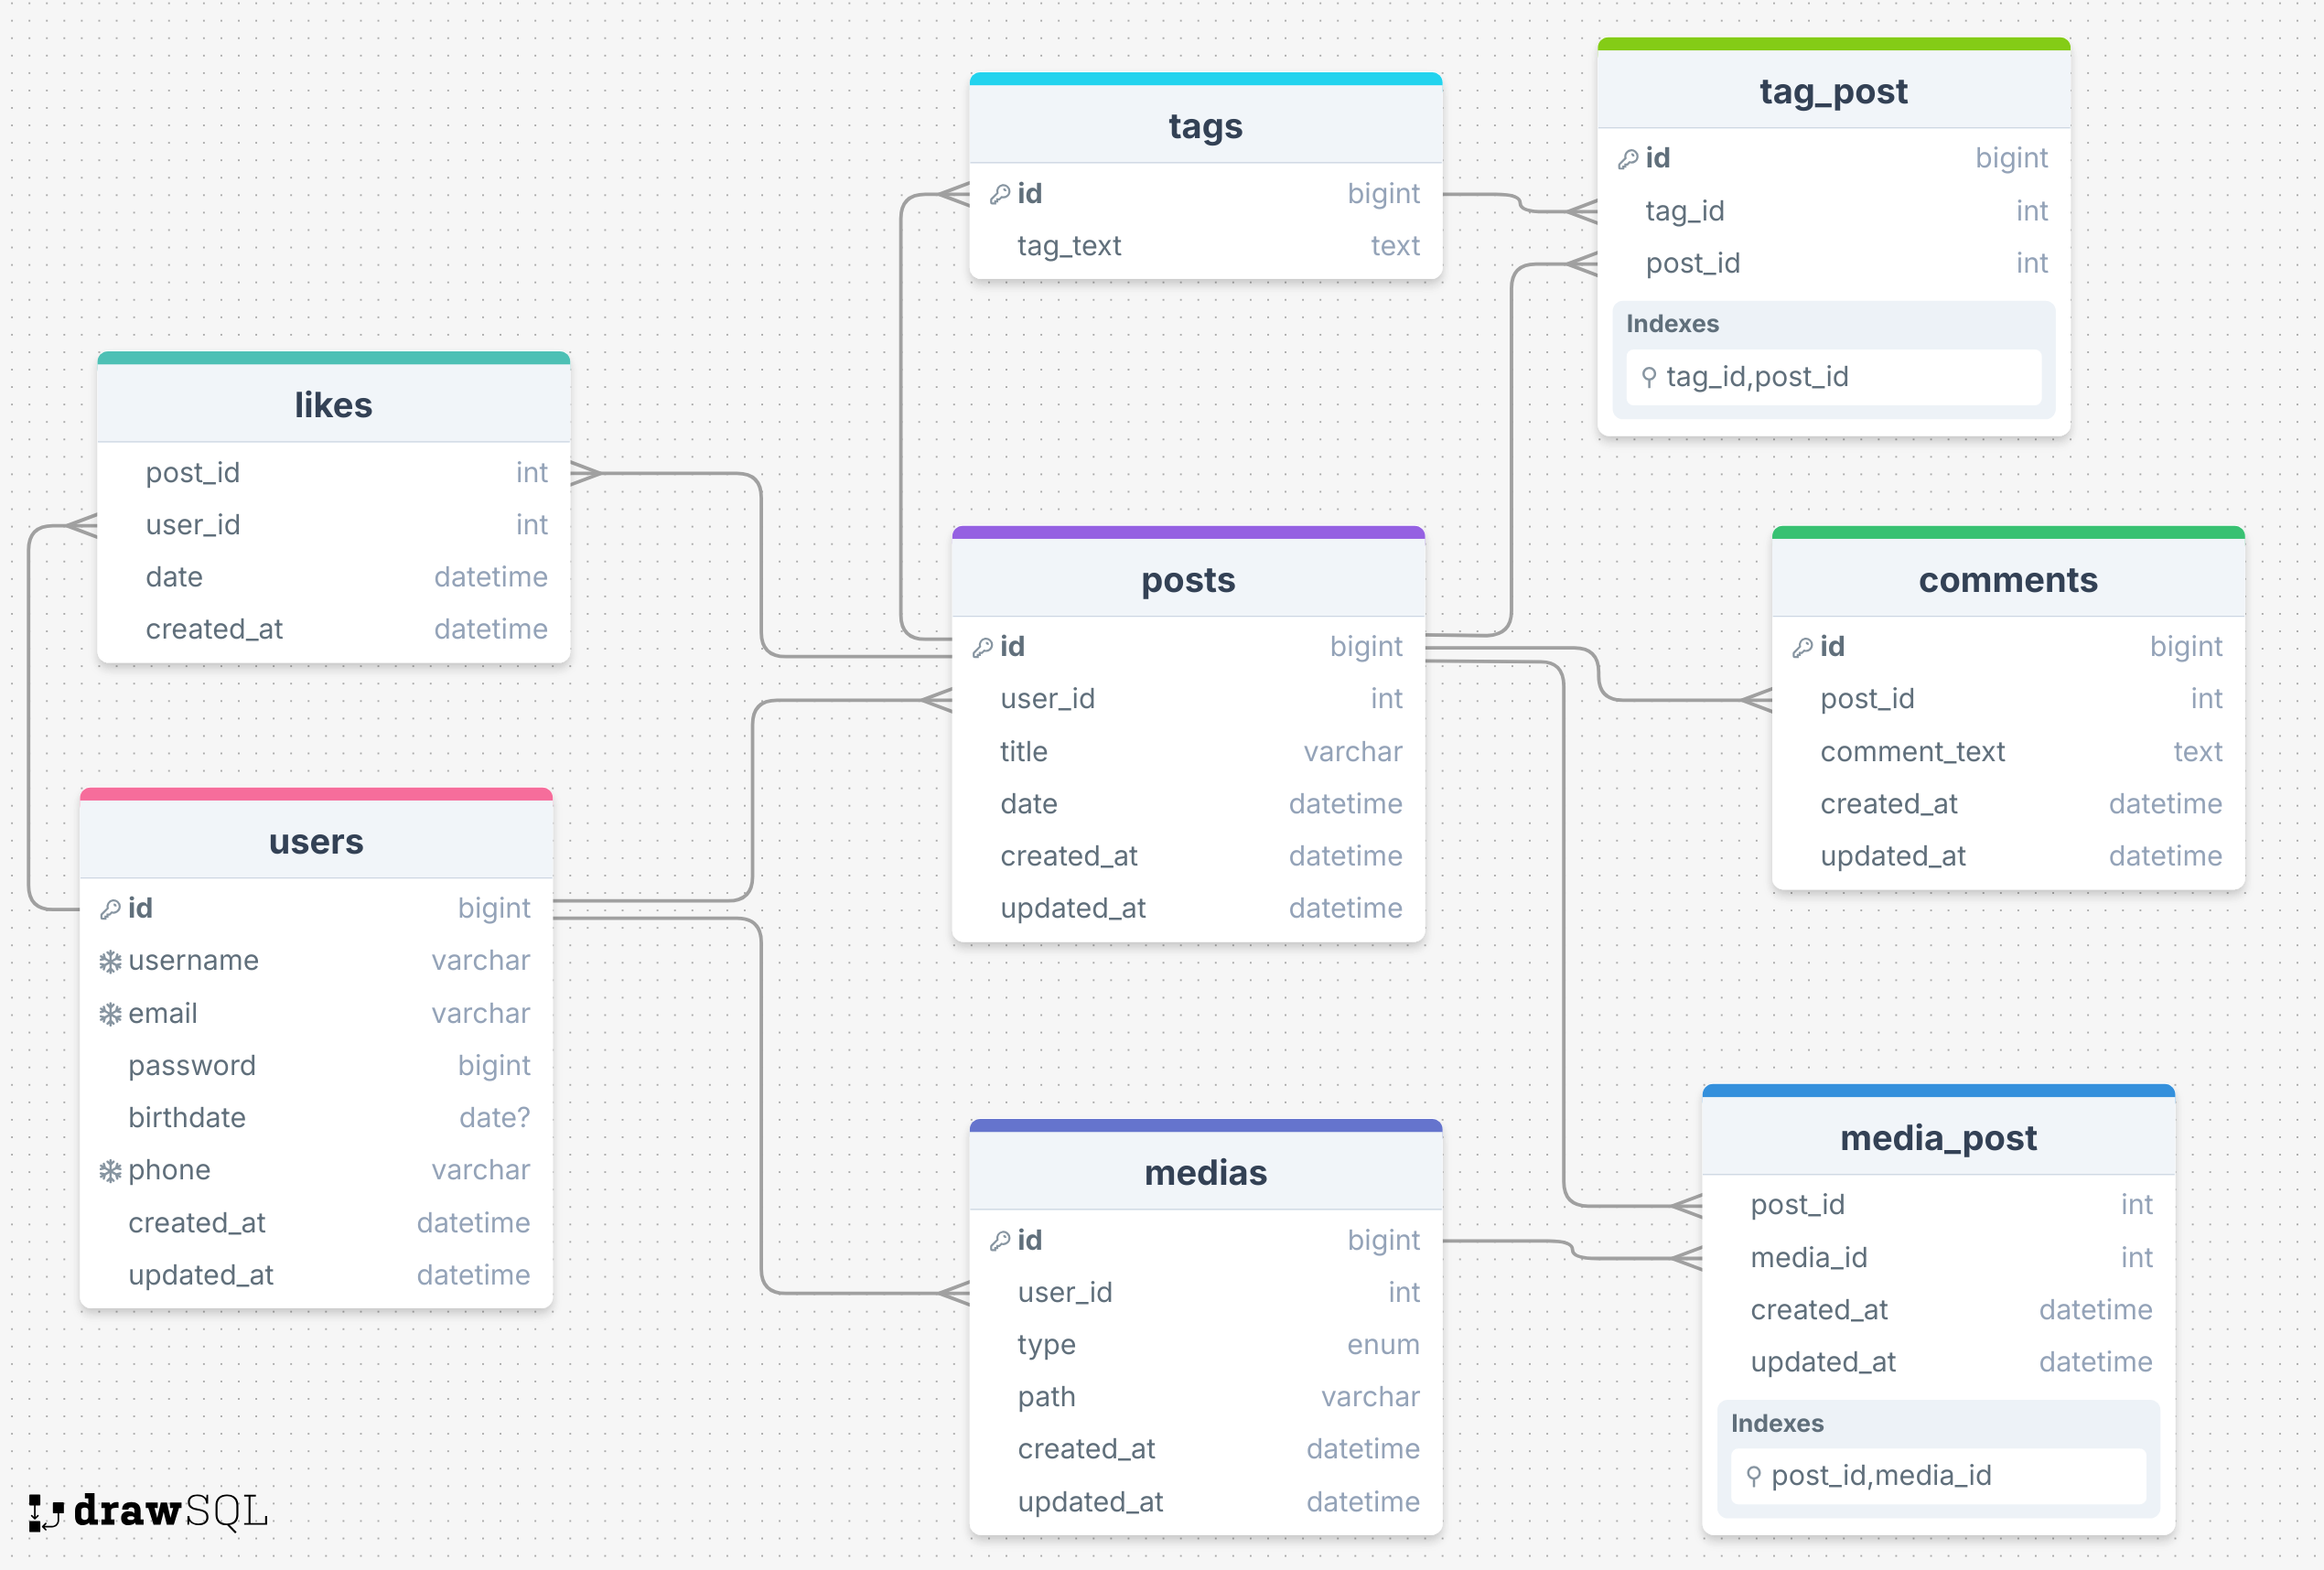 tags
id bigint
tag_text text
tag_post
id bigint
tag_id int
post_id int
Indexes
tag_id,post_id
likes
post_id int
user_id int
date datetime
created_at datetime
posts
id bigint
user_id int
title varchar
date datetime
created_at datetime
updated_at datetime
comments
id bigint
post_id int
comment_text text
created_at datetime
updated_at datetime
users
id bigint
username varchar
email varchar
password bigint
birthdate date?
phone varchar
created_at datetime
updated_at datetime
medias
id bigint
user_id int
type enum
path varchar
created_at datetime
updated_at datetime
media_post
post_id int
media_id int
created_at datetime
updated_at datetime
Indexes
post_id,media_id
drawSQL